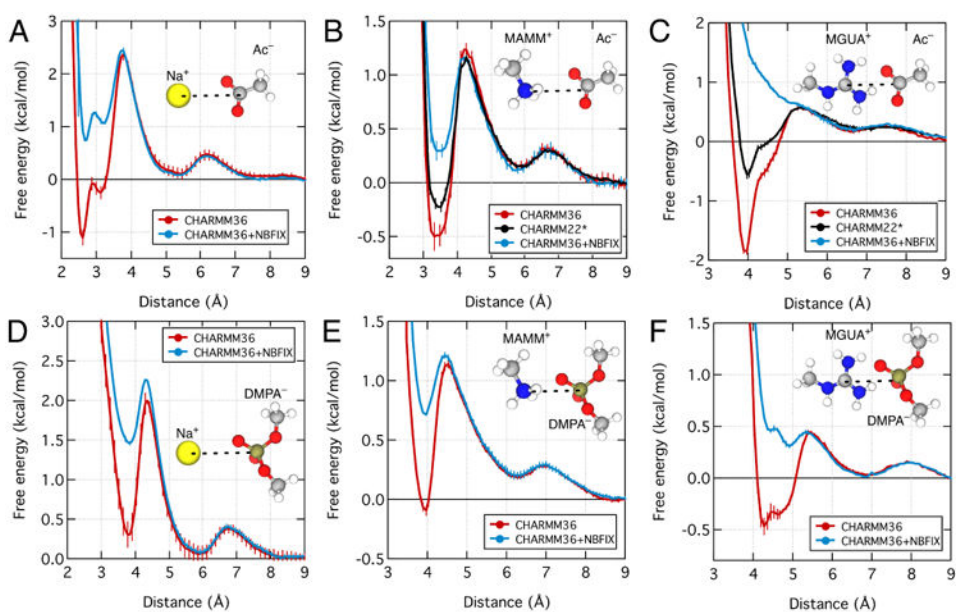 A
Free energy (kcal/mol)
3
2
1
0
-1
Na⁺
Ac⁻
CHARMM36
CHARMM36+NBFIX
2 3 4 5 6 7 8 9
Distance (Å)
B
Free energy (kcal/mol)
1.5
1.0
0.5
0.0
-0.5
MAMM⁺
Ac⁻
CHARMM36
CHARMM22*
CHARMM36+NBFIX
2 3 4 5 6 7 8 9
Distance (Å)
C
Free energy (kcal/mol)
2
1
0
-1
-2
MGUA⁺
Ac⁻
CHARMM36
CHARMM22*
CHARMM36+NBFIX
3 4 5 6 7 8 9
Distance (Å)
D
Free energy (kcal/mol)
3.0
2.5
2.0
1.5
1.0
0.5
0.0
CHARMM36
CHARMM36+NBFIX
DMPA⁻
Na⁺
2 3 4 5 6 7 8 9
Distance (Å)
E
Free energy (kcal/mol)
1.5
1.0
0.5
0.0
-0.5
MAMM⁺
DMPA⁻
CHARMM36
CHARMM36+NBFIX
3 4 5 6 7 8 9
Distance (Å)
F
Free energy (kcal/mol)
1.5
1.0
0.5
0.0
-0.5
MGUA⁺
DMPA⁻
CHARMM36
CHARMM36+NBFIX
3 4 5 6 7 8 9
Distance (Å)